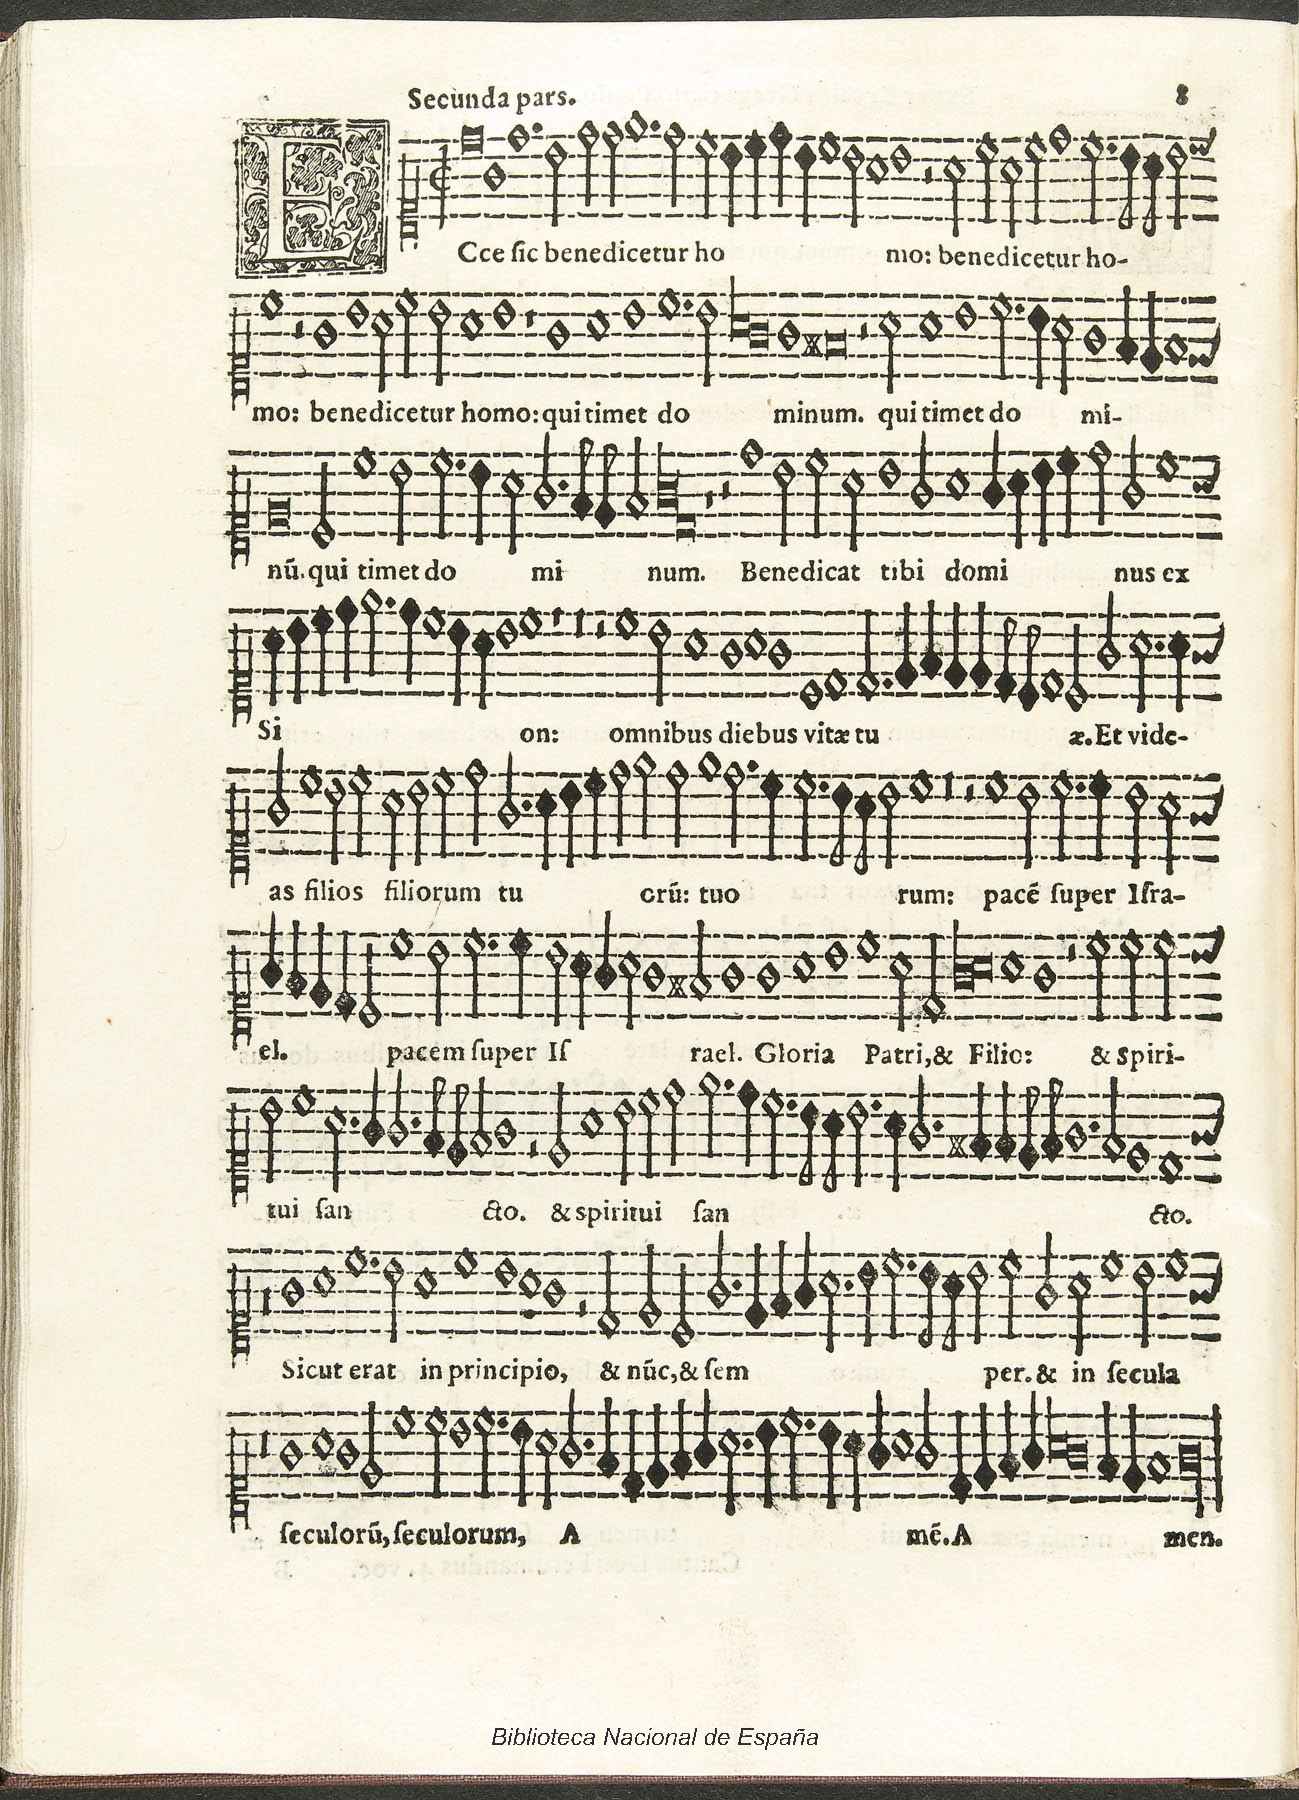 Secunda pars. 8
ECce ſic benedicetur ho mo: benedicetur ho-
mo: benedicetur homo: qui timet do minum. qui timet do mi-
nũ. qui timet do mi num. Benedicat tibi domi nus ex
Si on: omnibus diebus vitæ tu æ. Et vide-
as filios filiorum tu orũ: tuo rum: pacẽ ſuper Iſra-
el. pacem ſuper Iſ rael. Gloria Patri, & Filio: & Spiri-
tui ſan cto. & spiritui ſan cto.
Sicut erat in principio, & nũc, & ſem per. & in ſecula
ſeculorũ, ſeculorum, A mẽ. A men.
Biblioteca Nacional de España